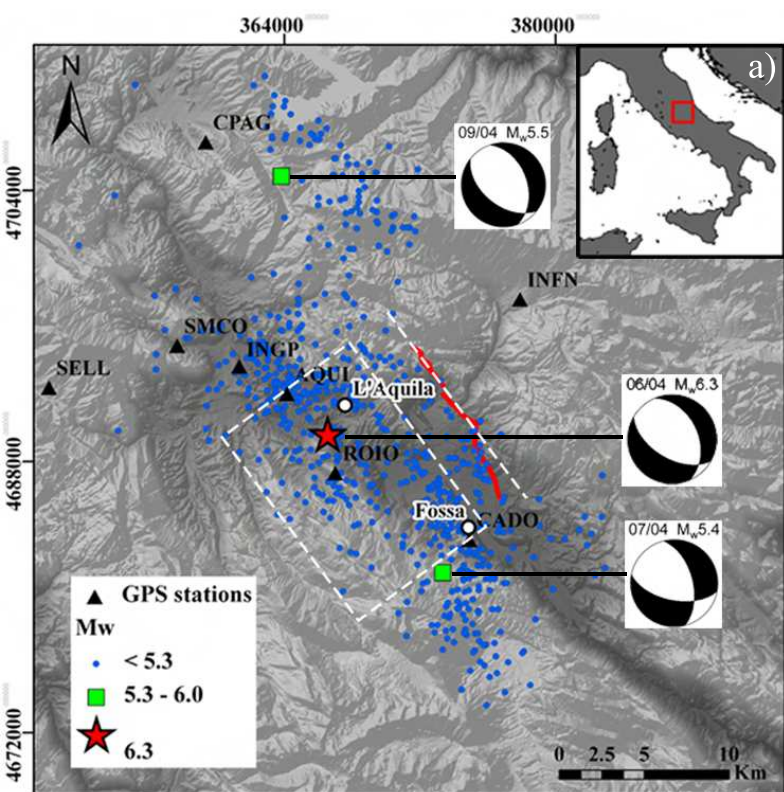 364000
380000
a)
N
CPAG
09/04 Mw5.5
4704000
INFN
SMCO
INGP
SELL
AQUI
L'Aquila
06/04 Mw6.3
ROIO
4688000
Fossa
CADO
07/04 Mw5.4
GPS stations
Mw
< 5.3
5.3 - 6.0
6.3
4672000
0 2.5 5 10
Km